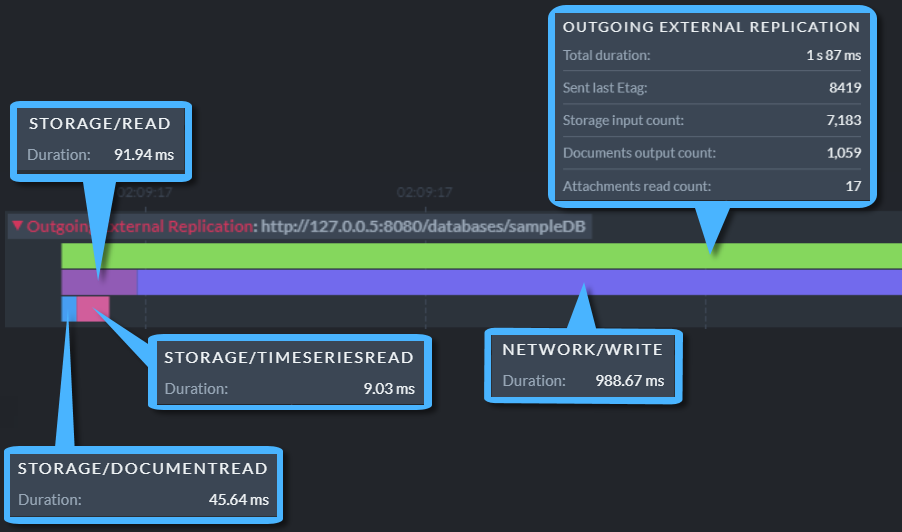 OUTGOING EXTERNAL REPLICATION
Total duration: 1 s 87 ms
Sent last Etag: 8419
Storage input count: 7,183
Documents output count: 1,059
Attachments read count: 17
STORAGE/READ
Duration: 91.94 ms
02:09:17 02:09:17
Outgoing External Replication: http://127.0.0.5:8080/databases/sampleDB
STORAGE/TIMESERIESREAD
Duration: 9.03 ms
NETWORK/WRITE
Duration: 988.67 ms
STORAGE/DOCUMENTREAD
Duration: 45.64 ms